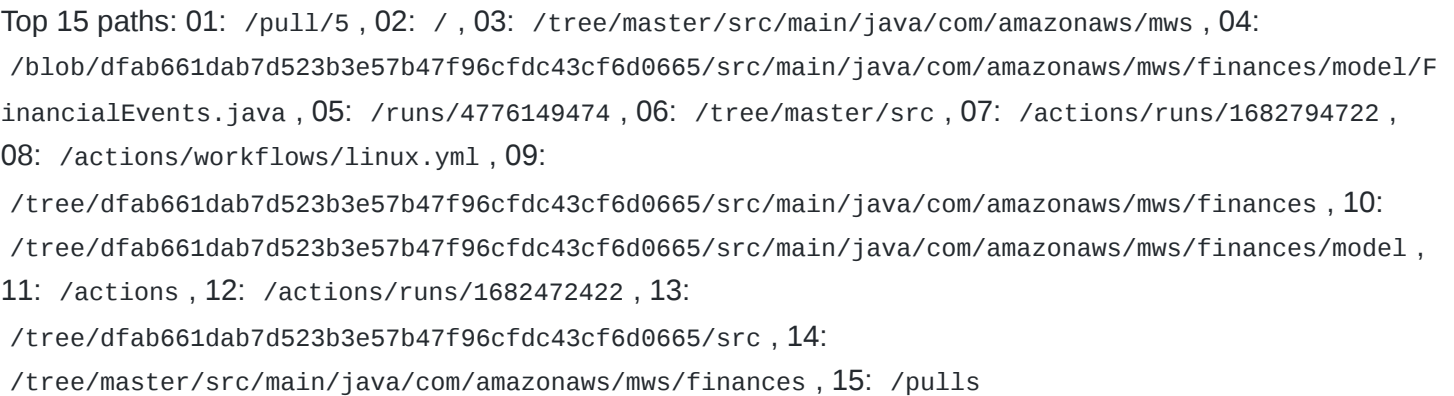 Top 15 paths: 01: /pull/5 , 02: / , 03: /tree/master/src/main/java/com/amazonaws/mws , 04:
/blob/dfab661dab7d523b3e57b47f96cfdc43cf6d0665/src/main/java/com/amazonaws/mws/finances/model/F
inancialEvents.java , 05: /runs/4776149474 , 06: /tree/master/src , 07: /actions/runs/1682794722 ,
08: /actions/workflows/linux.yml , 09:
/tree/dfab661dab7d523b3e57b47f96cfdc43cf6d0665/src/main/java/com/amazonaws/mws/finances , 10:
/tree/dfab661dab7d523b3e57b47f96cfdc43cf6d0665/src/main/java/com/amazonaws/mws/finances/model ,
11: /actions , 12: /actions/runs/1682472422 , 13:
/tree/dfab661dab7d523b3e57b47f96cfdc43cf6d0665/src , 14:
/tree/master/src/main/java/com/amazonaws/mws/finances , 15: /pulls